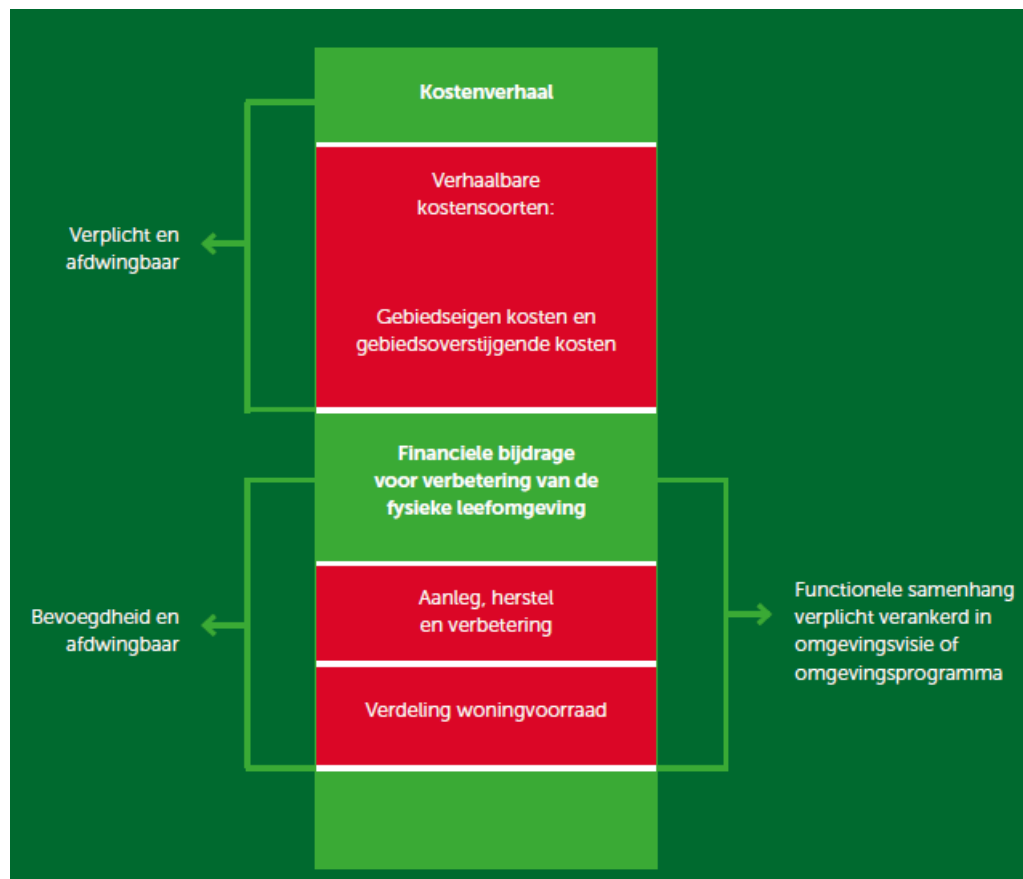 Kostenverhaal
Verhaalbare
kostensoorten:
Verplicht en
afdwingbaar
Gebiedseigen kosten en
gebiedsoverstijgende kosten
Financiele bijdrage
voor verbetering van de
fysieke leefomgeving
Aanleg, herstel
en verbetering
Bevoegdheid en
afdwingbaar
Functionele samenhang
verplicht verankerd in
omgevingsvisie of
omgevingsprogramma
Verdeling woningvoorraad